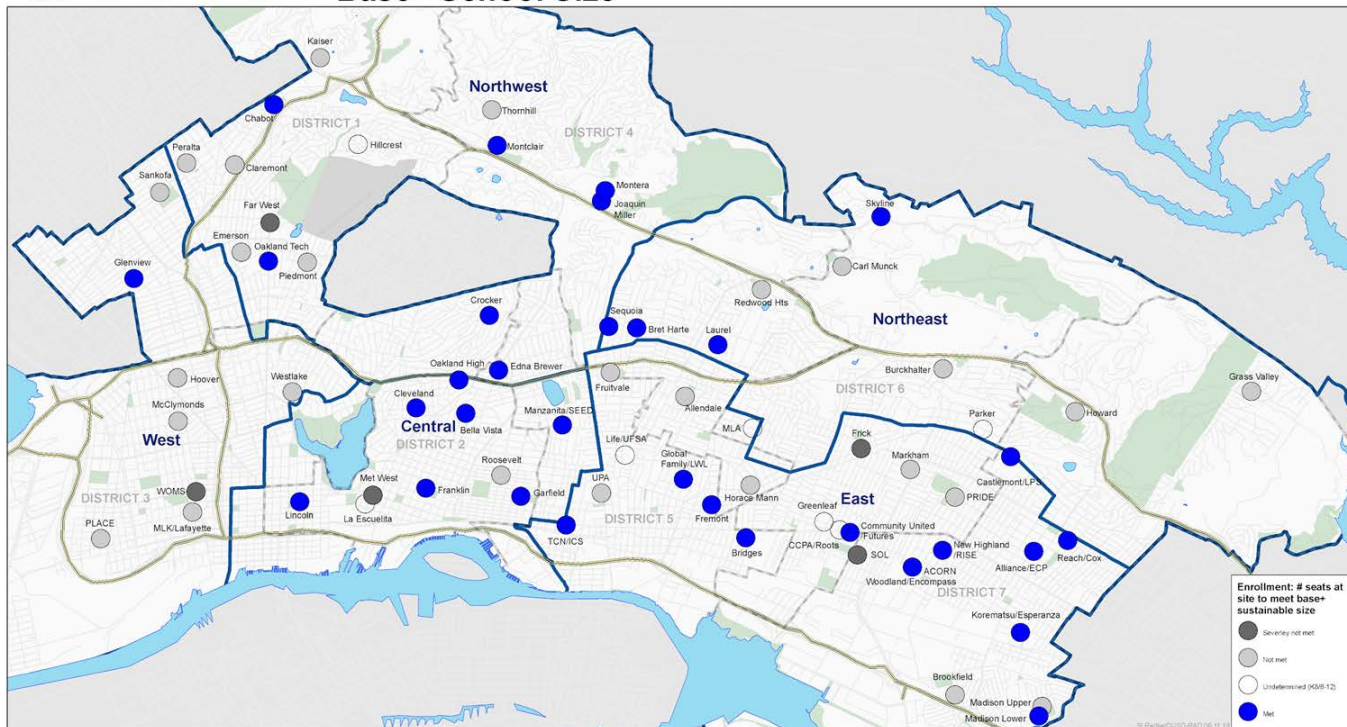 Base+ School Size
Kaiser
Northwest
Thornhill
Chabot
DISTRICT 1
DISTRICT 4
Hillcrest
Montclair
Peralta
Claremont
Sankofa
Montera
Joaquin
Miller
Far West
Skyline
Emerson
Oakland Tech
Piedmont
Glenview
Carl Munck
Redwood Hts
Crocker
Sequoia
Bret Harte
Laurel
Northeast
Oakland High
Edna Brewer
Hoover
Westlake
Fruitvale
Burckhalter
DISTRICT 6
Grass Valley
McClymonds
Cleveland
Bella Vista
Manzanita/SEED
Allendale
Howard
Parker
MLA
West
Central
DISTRICT 2
Life/UFSA
Frick
Markham
Roosevelt
Global
Family/LWL
Met West
UPA
Castlemont/LPS
WOMS
DISTRICT 3
Franklin
Garfield
Horace Mann
East
PRIDE
MLK/Lafayette
Lincoln
La Escuelita
DISTRICT 5
Fremont
Greenleaf
PLACE
TCN/ICS
Bridges
CCPA/Roots
Community United
/Futures
SOL
New Highland
/RISE
Alliance/ECP
Reach/Cox
ACORN
Woodland/Encompass
DISTRICT 7
Korematsu/Esperanza
Brookfield
Madison Upper
Madison Lower
Enrollment: # seats at
site to meet base+
sustainable size
Severley not met
Not met
Undetermined (K8/6-12)
Met